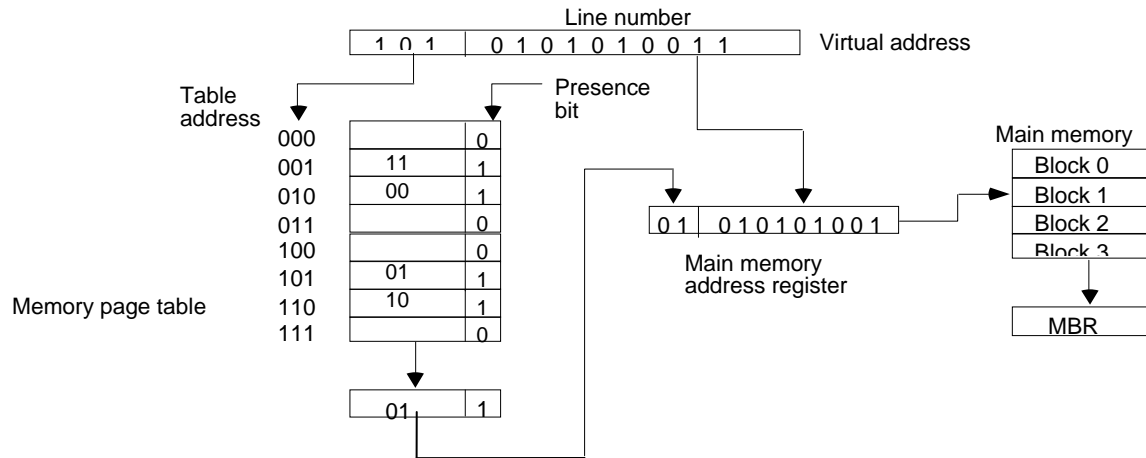 Line number
1 0 1 0 1 0 1 0 1 0 0 1 1 Virtual address
Table address
Presence bit
000 0
001 11 1
010 00 1
011 0
100 0
101 01 1
110 10 1
111 0
Memory page table
01 1
0 1 0 1 0 1 0 1 0 0 1
Main memory address register
Main memory
Block 0
Block 1
Block 2
Block 3
MBR